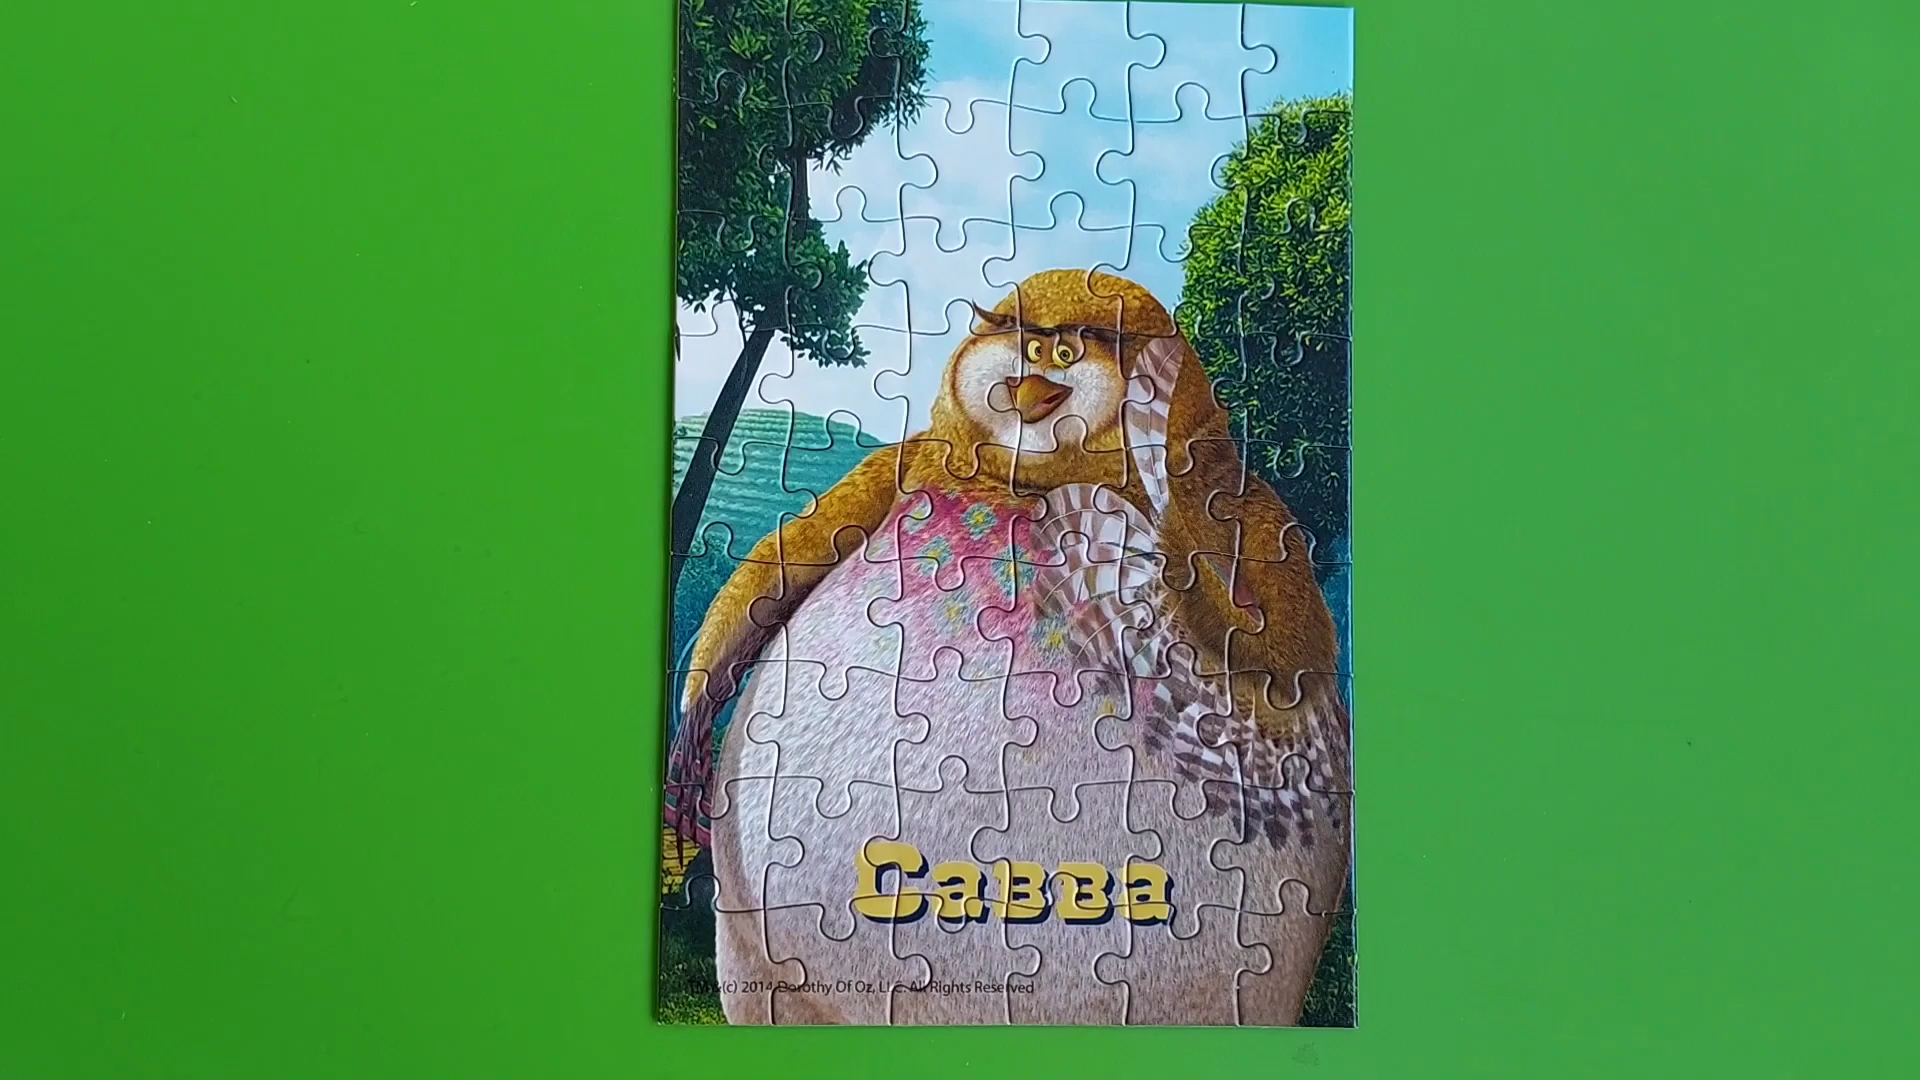 Савва
TM &(c) 2014 Dorothy Of Oz, LLC. All Rights Reserved